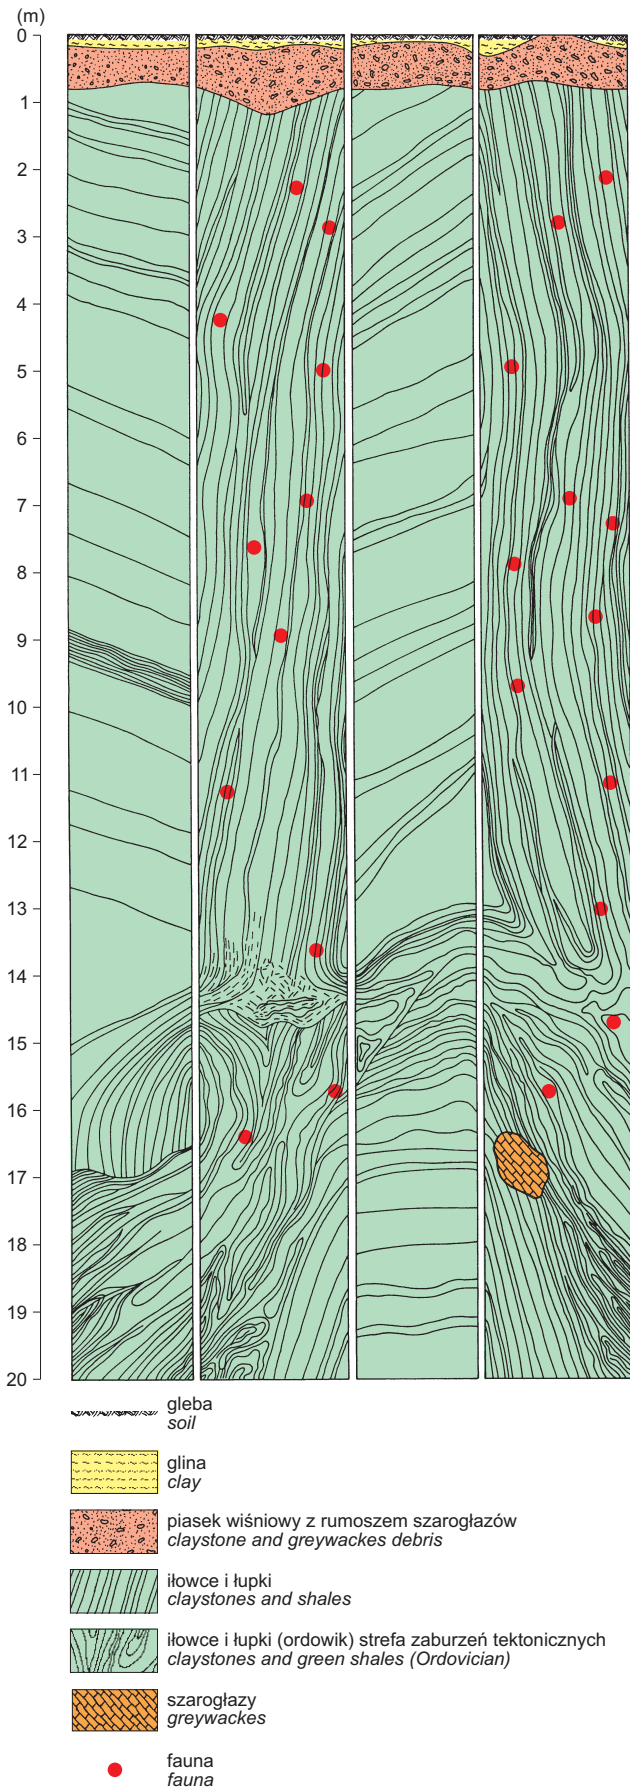 (m)
0
1
2
3
4
5
6
7
8
9
10
11
12
13
14
15
16
17
18
19
20
gleba
soil
glina
clay
piasek wiśniowy z rumoszem szarogłazów
claystone and greywackes debris
iłowce i łupki
claystones and shales
iłowce i łupki (ordowik) strefa zaburzeń tektonicznych
claystones and green shales (Ordovician)
szarogłazy
greywackes
fauna
fauna